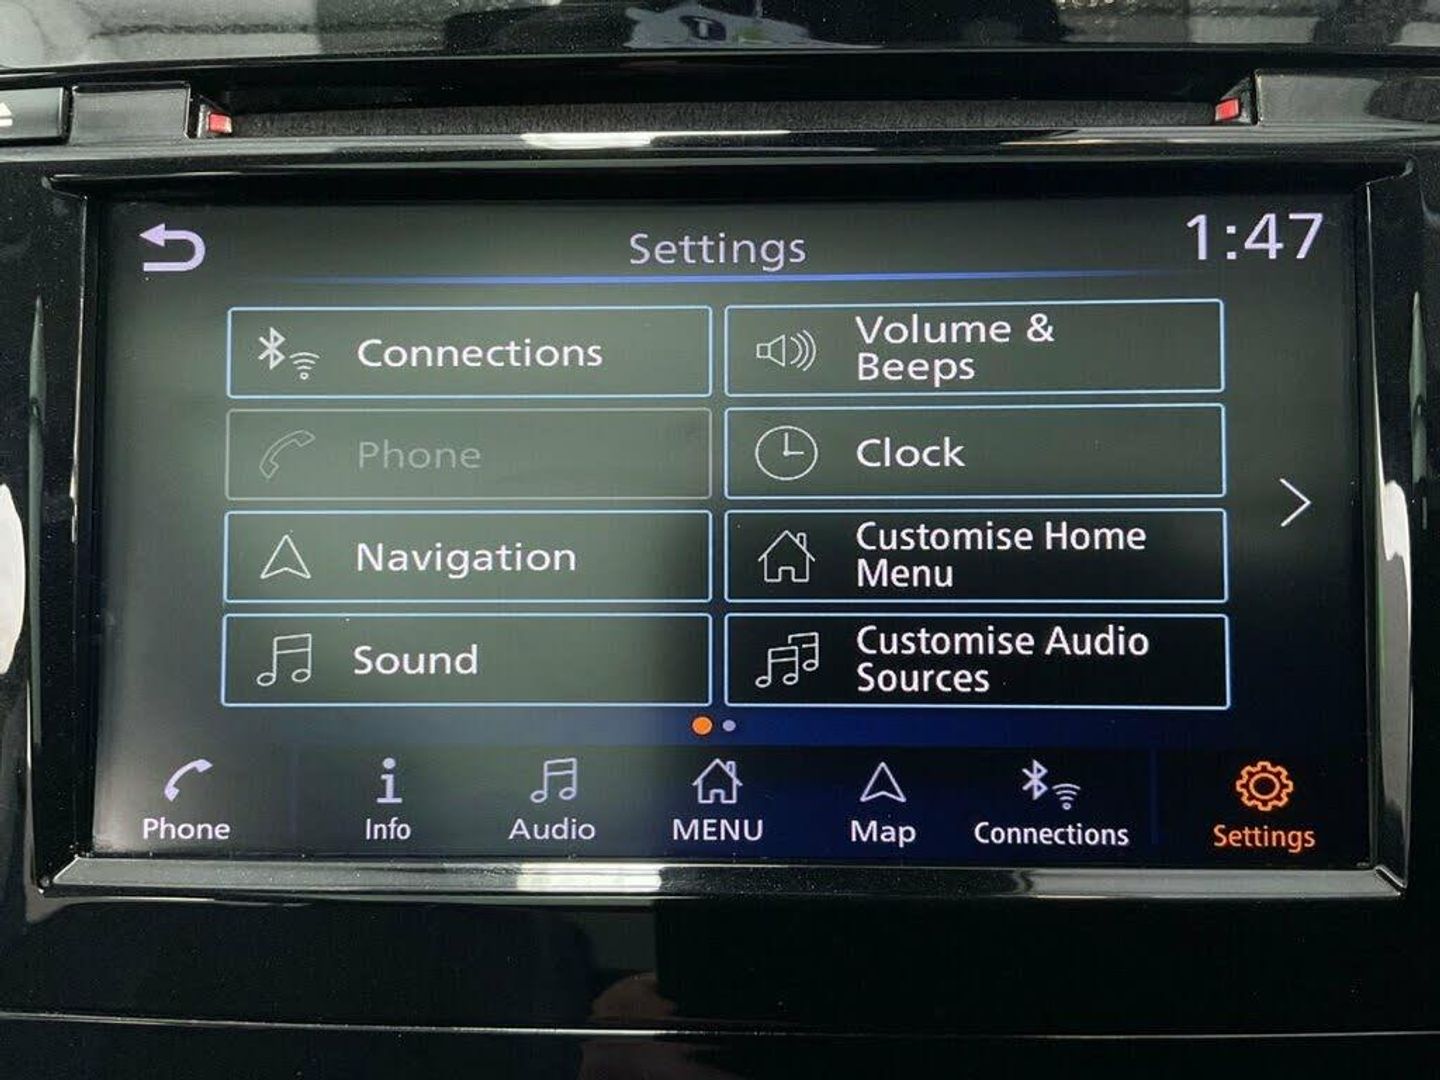 Settings
1:47
Connections
Volume &
Beeps
Phone
Clock
Navigation
Customise Home
Menu
Sound
Customise Audio
Sources
Phone
Info
Audio
MENU
Map
Connections
Settings